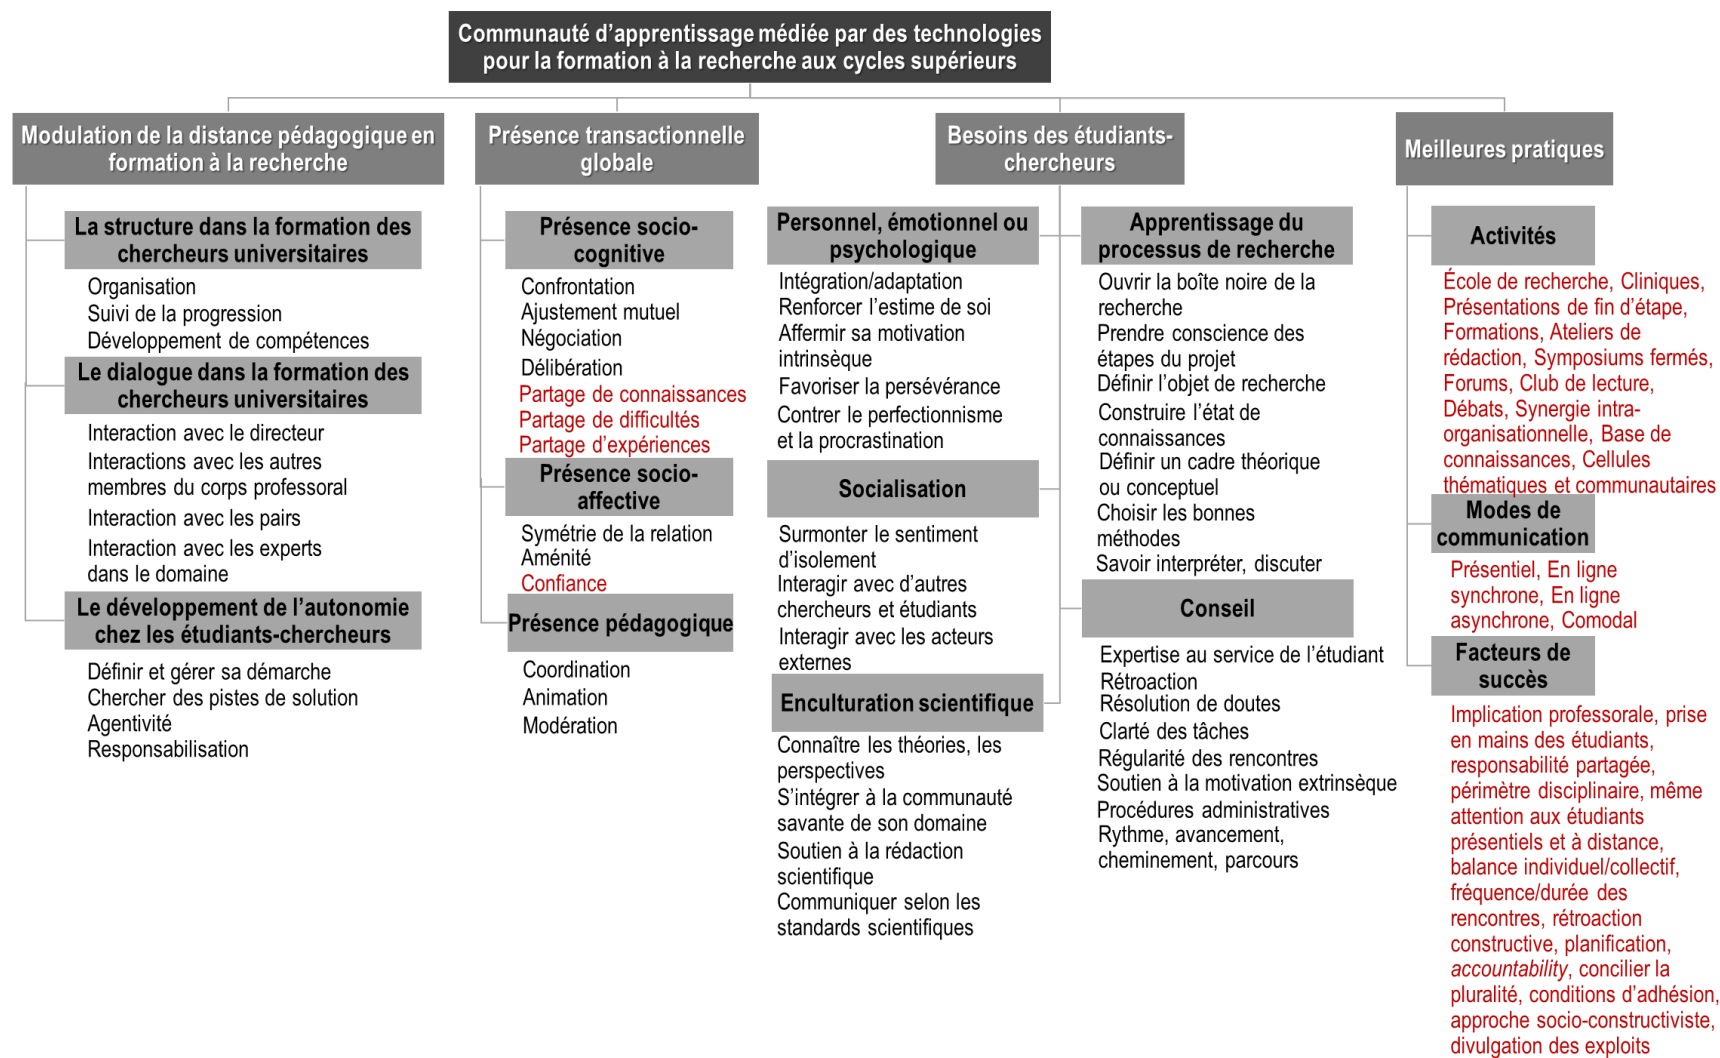 Communauté d’apprentissage médiée par des technologies
pour la formation à la recherche aux cycles supérieurs
Modulation de la distance pédagogique en
formation à la recherche
La structure dans la formation des
chercheurs universitaires
Organisation
Suivi de la progression
Développement de compétences
Le dialogue dans la formation des
chercheurs universitaires
Interaction avec le directeur
Interactions avec les autres
membres du corps professoral
Interaction avec les pairs
Interaction avec les experts
dans le domaine
Le développement de l’autonomie
chez les étudiants-chercheurs
Définir et gérer sa démarche
Chercher des pistes de solution
Agentivité
Responsabilisation
Présence transactionnelle
globale
Présence socio-
cognitive
Confrontation
Ajustement mutuel
Négociation
Délibération
Partage de connaissances
Partage de difficultés
Partage d’expériences
Présence socio-
affective
Symétrie de la relation
Aménité
Confiance
Présence pédagogique
Coordination
Animation
Modération
Besoins des étudiants-
chercheurs
Personnel, émotionnel ou
psychologique
Intégration/adaptation
Renforcer l’estime de soi
Affermir sa motivation
intrinsèque
Favoriser la persévérance
Contrer le perfectionnisme
et la procrastination
Socialisation
Surmonter le sentiment
d’isolement
Interagir avec d’autres
chercheurs et étudiants
Interagir avec les acteurs
externes
Enculturation scientifique
Connaître les théories, les
perspectives
S’intégrer à la communauté
savante de son domaine
Soutien à la rédaction
scientifique
Communiquer selon les
standards scientifiques
Apprentissage du
processus de recherche
Ouvrir la boîte noire de la
recherche
Prendre conscience des
étapes du projet
Définir l’objet de recherche
Construire l’état de
connaissances
Définir un cadre théorique
ou conceptuel
Choisir les bonnes
méthodes
Savoir interpréter, discuter
Conseil
Expertise au service de l’étudiant
Rétroaction
Résolution de doutes
Clarté des tâches
Régularité des rencontres
Soutien à la motivation extrinsèque
Procédures administratives
Rythme, avancement,
cheminement, parcours
Meilleures pratiques
Activités
École de recherche, Cliniques,
Présentations de fin d’étape,
Formations, Ateliers de
rédaction, Symposiums fermés,
Forums, Club de lecture,
Débats, Synergie intra-
organisationnelle, Base de
connaissances, Cellules
thématiques et communautaires
Modes de
communication
Présentiel, En ligne
synchrone, En ligne
asynchrone, Comodal
Facteurs de
succès
Implication professorale, prise
en mains des étudiants,
responsabilité partagée,
périmètre disciplinaire, même
attention aux étudiants
présentiels et à distance,
balance individuel/collectif,
fréquence/durée des
rencontres, rétroaction
constructive, planification,
accountability, concilier la
pluralité, conditions d’adhésion,
approche socio-constructiviste,
divulgation des exploits